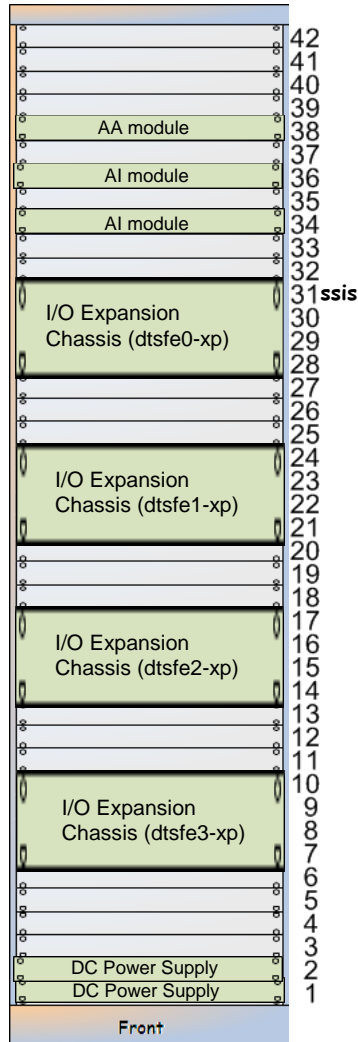 42
41
40
39
AA module 38
37
AI module 36
35
AI module 34
33
32
31 ssis
I/O Expansion 30
Chassis (dtsfe0-xp) 29
28
27
26
25
24
I/O Expansion 23
Chassis (dtsfe1-xp) 22
21
20
19
18
17
I/O Expansion 16
Chassis (dtsfe2-xp) 15
14
13
12
11
10
I/O Expansion 9
Chassis (dtsfe3-xp) 8
7
6
5
4
3
DC Power Supply 2
DC Power Supply 1
Front